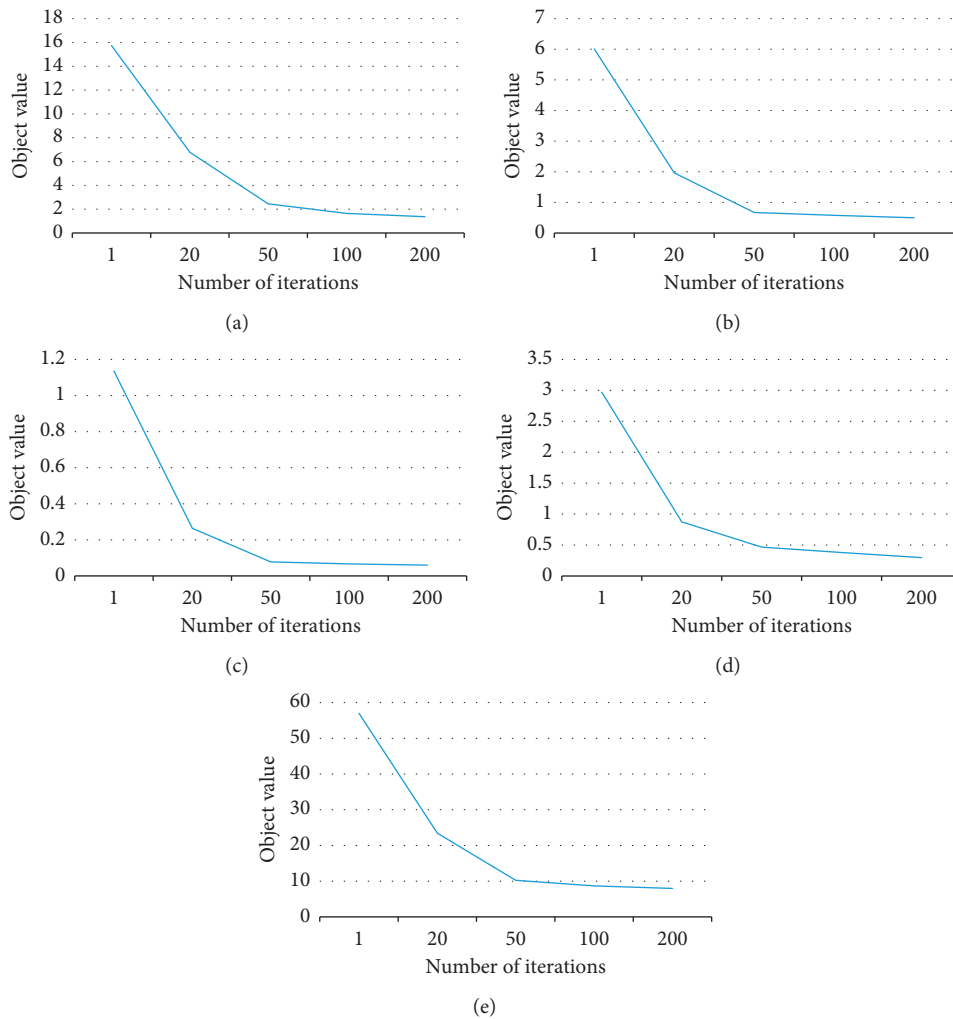 18
16
14
12
10
8
6
4
2
0
Object value
1 20 50 100 200
Number of iterations
(a)
7
6
5
4
3
2
1
0
Object value
1 20 50 100 200
Number of iterations
(b)
1.2
1
0.8
0.6
0.4
0.2
0
Object value
1 20 50 100 200
Number of iterations
(c)
3.5
3
2.5
2
1.5
1
0.5
0
Object value
1 20 50 100 200
Number of iterations
(d)
60
50
40
30
20
10
0
Object value
1 20 50 100 200
Number of iterations
(e)